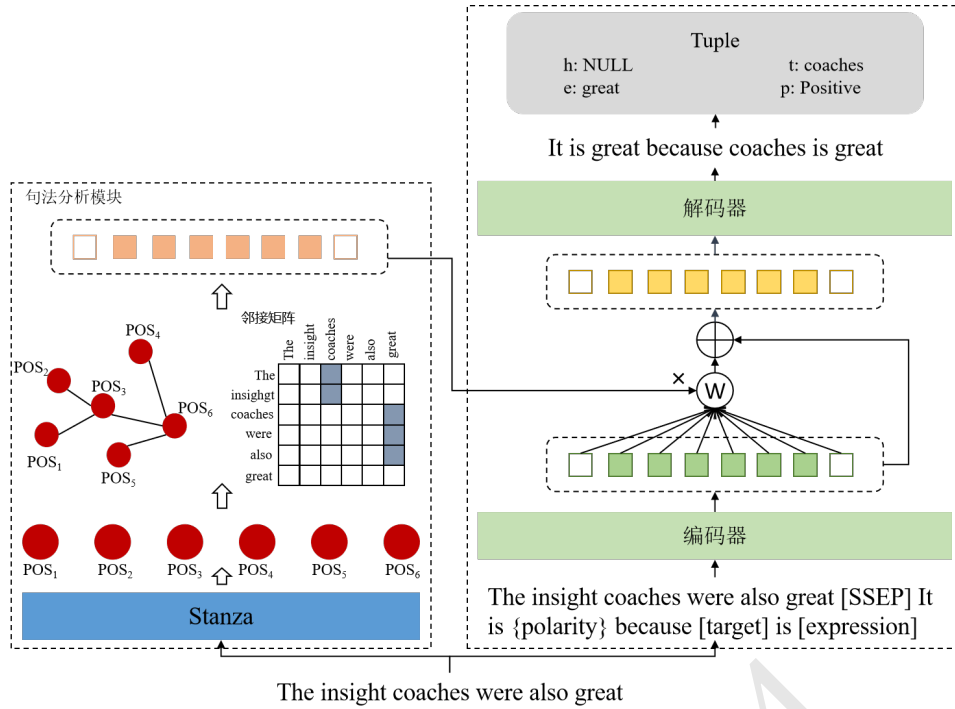 Tuple
h: NULL
t: coaches
e: great
p: Positive
It is great because coaches is great
解码器
W
×
编码器
The insight coaches were also great [SSEP] It
is {polarity} because [target] is [expression]
句法分析模块
邻接矩阵
The
insight
coaches
were
also
great
The
insighgt
coaches
were
also
great
POS4
POS2
POS3
POS6
POS1
POS5
POS1
POS2
POS3
POS4
POS5
POS6
Stanza
The insight coaches were also great